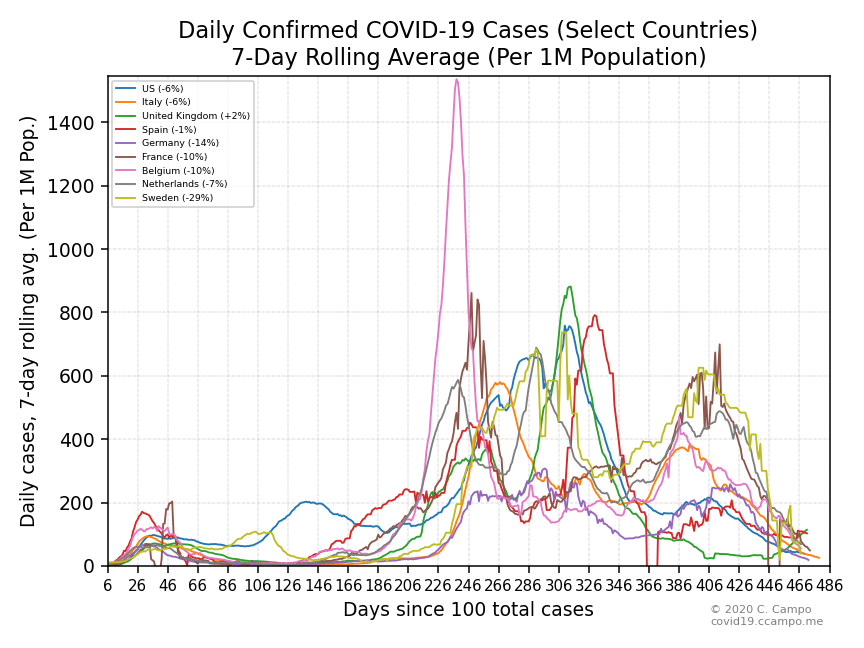 Daily Confirmed COVID-19 Cases (Select Countries)
7-Day Rolling Average (Per 1M Population)
Daily cases, 7-day rolling avg. (Per 1M Pop.)
1400
1200
1000
800
600
400
200
0
US (-6%)
Italy (-6%)
United Kingdom (+2%)
Spain (-1%)
Germany (-14%)
France (-10%)
Belgium (-10%)
Netherlands (-7%)
Sweden (-29%)
6 26 46 66 86 106 126 146 166 186 206 226 246 266 286 306 326 346 366 386 406 426 446 466 486
Days since 100 total cases
© 2020 C. Campo
covid19.ccampo.me